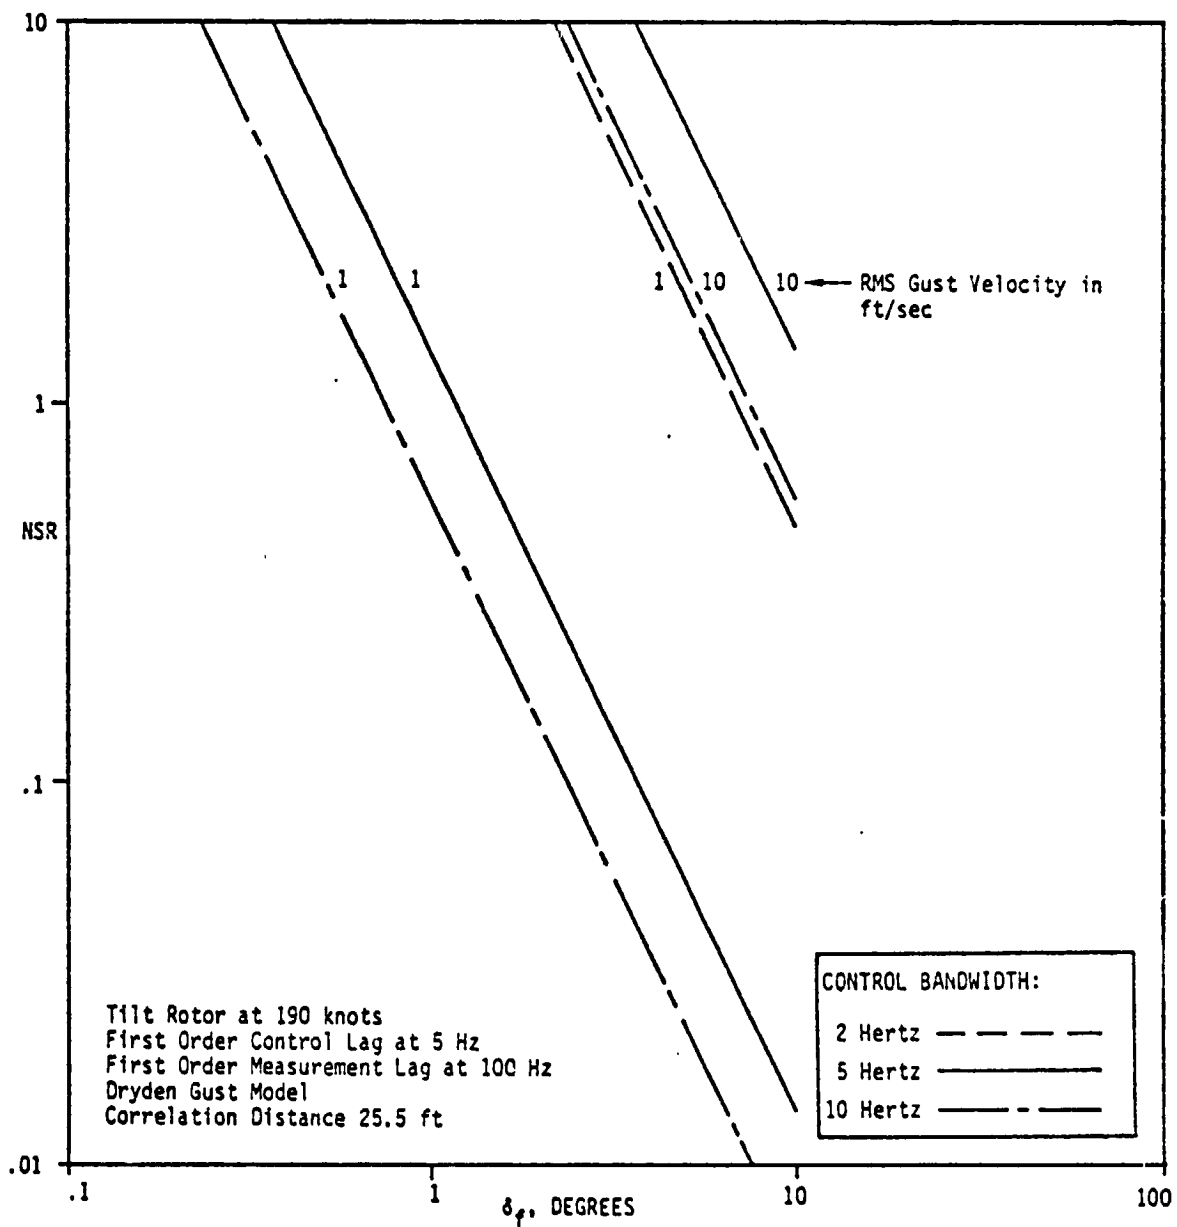 10
1
1
1
10
10
RMS Gust Velocity in
ft/sec
1
NSR
.1
CONTROL BANDWIDTH:
2 Hertz
5 Hertz
10 Hertz
Tilt Rotor at 190 knots
First Order Control Lag at 5 Hz
First Order Measurement Lag at 100 Hz
Dryden Gust Model
Correlation Distance 25.5 ft
.01
.1
1
10
100
δf, DEGREES